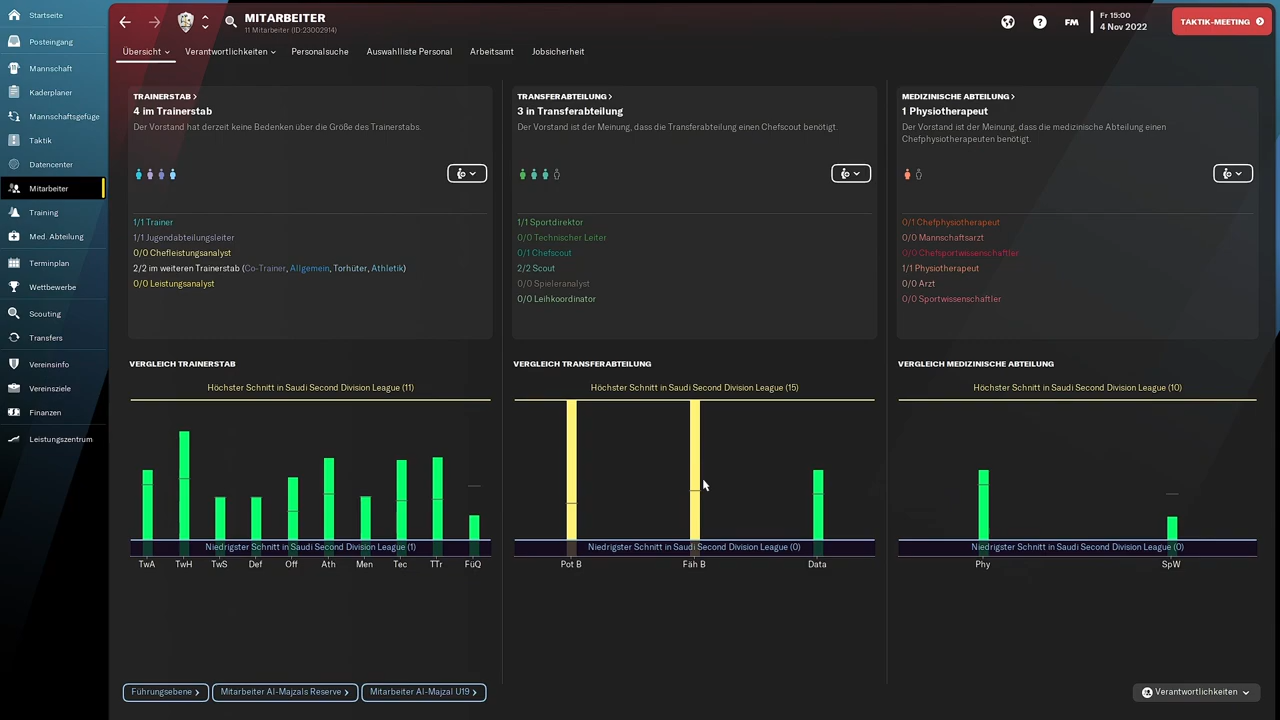 Startseite
Posteingang
Mannschaft
Kaderplaner
Mannschaftsgefüge
Taktik
Datencenter
Mitarbeiter
Training
Med. Abteilung
Terminplan
Wettbewerbe
Scouting
Transfers
Vereinsinfo
Vereinsziele
Finanzen
Leistungszentrum
MITARBEITER
11 Mitarbeiter (ID:23002914)
FM
Fr 15:00
4 Nov 2022
TAKTIK-MEETING
Übersicht
Verantwortlichkeiten
Personalsuche
Auswahlliste Personal
Arbeitsamt
Jobsicherheit
TRAINERSTAB >
4 im Trainerstab
Der Vorstand hat derzeit keine Bedenken über die Größe des Trainerstabs.
1/1 Trainer
1/1 Jugendabteilungsleiter
0/0 Chefleistungsanalyst
2/2 im weiteren Trainerstab (Co-Trainer, Allgemein, Torhüter, Athletik)
0/0 Leistungsanalyst
TRANSFERABTEILUNG >
3 in Transferabteilung
Der Vorstand ist der Meinung, dass die Transferabteilung einen Chefscout benötigt.
1/1 Sportdirektor
0/0 Technischer Leiter
0/1 Chefscout
2/2 Scout
0/0 Spieleranalyst
0/0 Leihkoordinator
MEDIZINISCHE ABTEILUNG >
1 Physiotherapeut
Der Vorstand ist der Meinung, dass die medizinische Abteilung einen
Chefphysiotherapeuten benötigt.
0/1 Chefphysiotherapeut
0/0 Mannschaftsarzt
0/0 Chefsportwissenschaftler
1/1 Physiotherapeut
0/0 Arzt
0/0 Sportwissenschaftler
VERGLEICH TRAINERSTAB
Höchster Schnitt in Saudi Second Division League (11)
Niedrigster Schnitt in Saudi Second Division League (1)
TwA TwH TwS Def Off Ath Men Tec TTr FüQ
VERGLEICH TRANSFERABTEILUNG
Höchster Schnitt in Saudi Second Division League (15)
Niedrigster Schnitt in Saudi Second Division League (0)
Pot B Fäh B Data
VERGLEICH MEDIZINISCHE ABTEILUNG
Höchster Schnitt in Saudi Second Division League (10)
Niedrigster Schnitt in Saudi Second Division League (0)
Phy SpW
Führungsebene >
Mitarbeiter Al-Majzals Reserve >
Mitarbeiter Al-Majzal U19 >
Verantwortlichkeiten